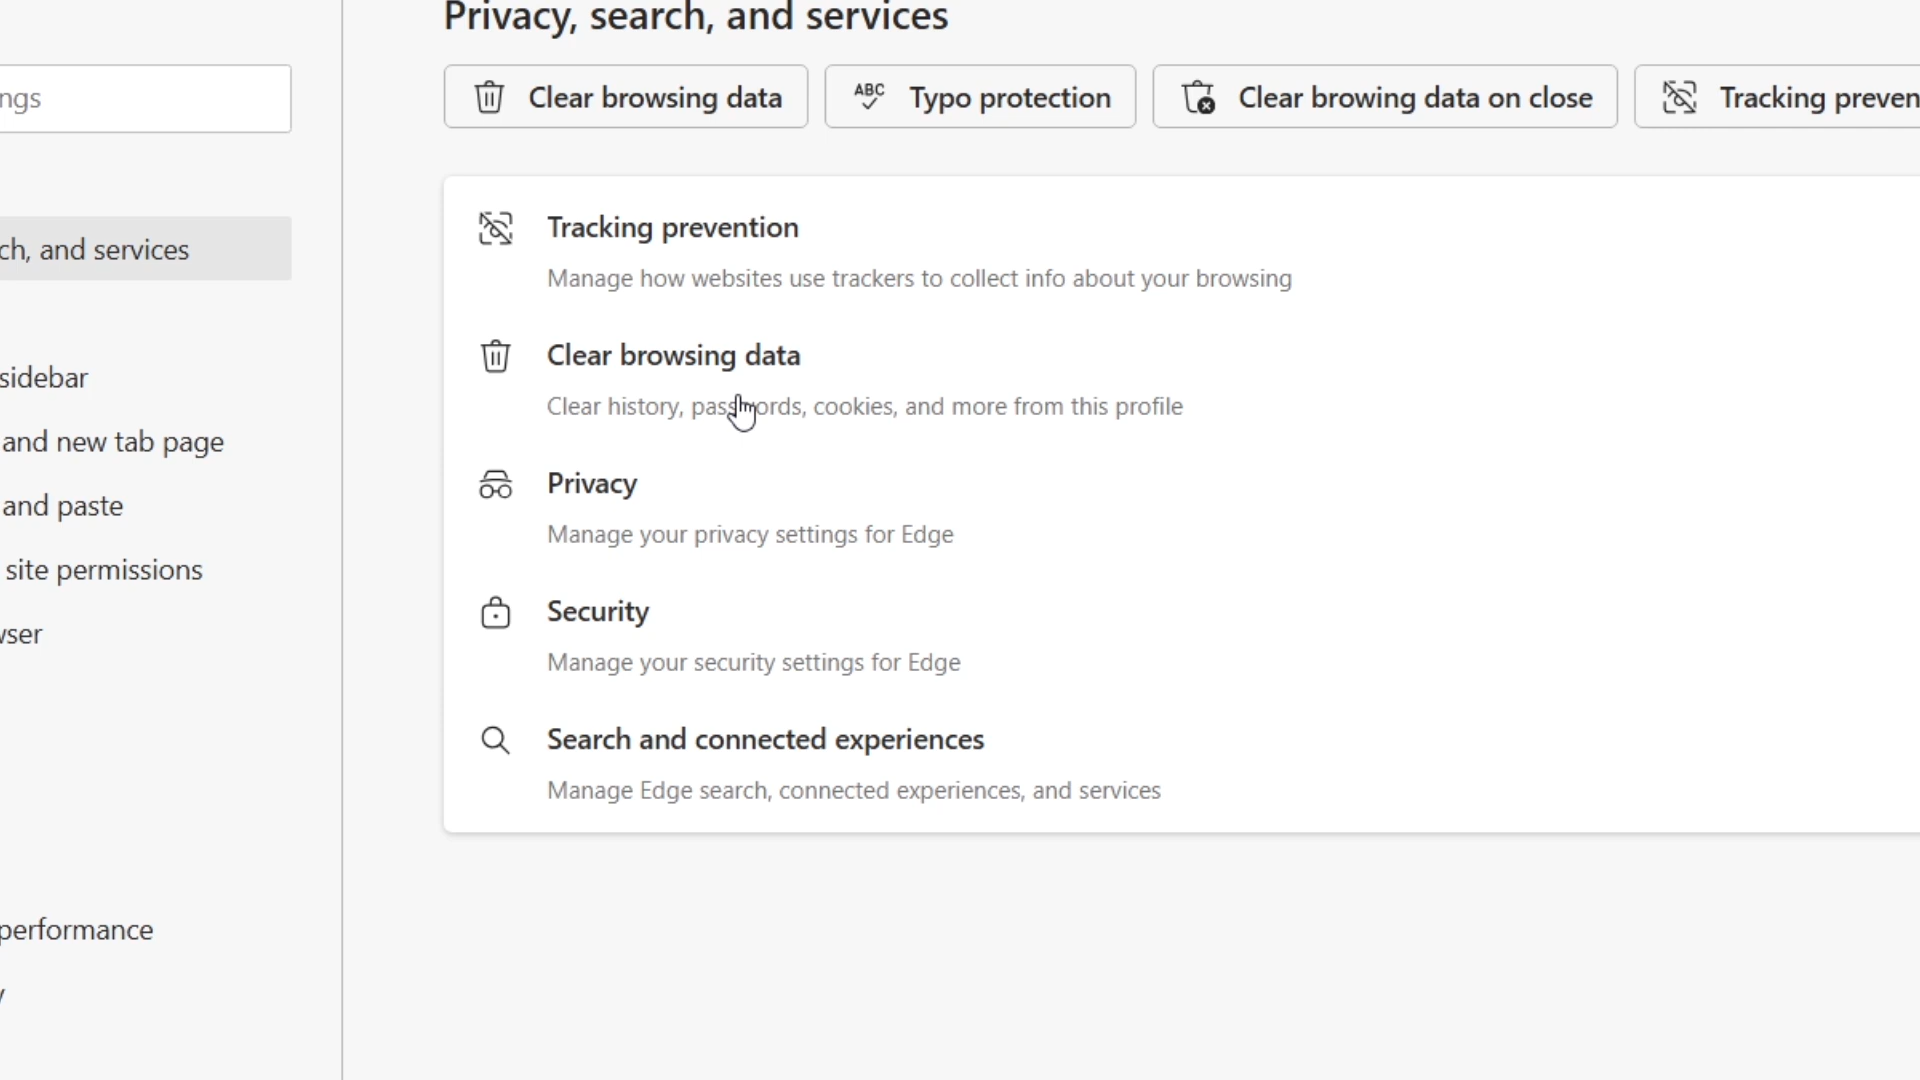 Privacy, search, and services
ngs
Clear browsing data
ABC
Typo protection
Clear browing data on close
Tracking preven
ch, and services
sidebar
and new tab page
and paste
site permissions
wser
performance
y
Tracking prevention
Manage how websites use trackers to collect info about your browsing
Clear browsing data
Clear history, passwords, cookies, and more from this profile
Privacy
Manage your privacy settings for Edge
Security
Manage your security settings for Edge
Search and connected experiences
Manage Edge search, connected experiences, and services